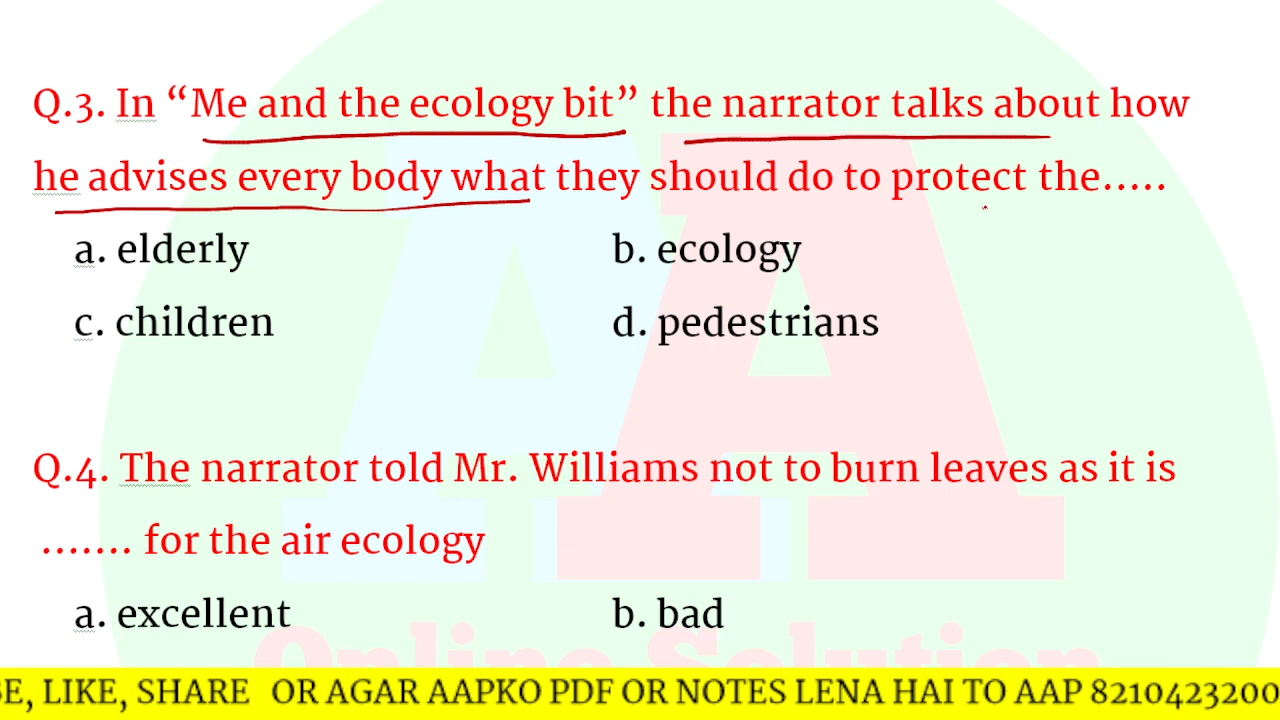 Q.3. In “Me and the ecology bit” the narrator talks about how
he advises every body what they should do to protect the.....
a. elderly b. ecology
c. children d. pedestrians
Q.4. The narrator told Mr. Williams not to burn leaves as it is
....... for the air ecology
a. excellent b. bad
Online Solution
BE, LIKE, SHARE OR AGAR AAPKO PDF OR NOTES LENA HAI TO AAP 8210423200